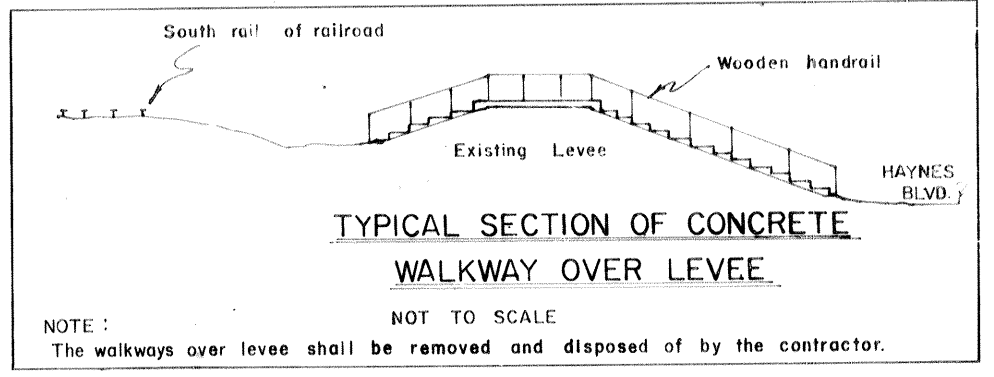 South rail of railroad
Wooden handrail
Existing Levee
HAYNES
BLVD.
TYPICAL SECTION OF CONCRETE
WALKWAY OVER LEVEE
NOT TO SCALE
NOTE :
The walkways over levee shall be removed and disposed of by the contractor.